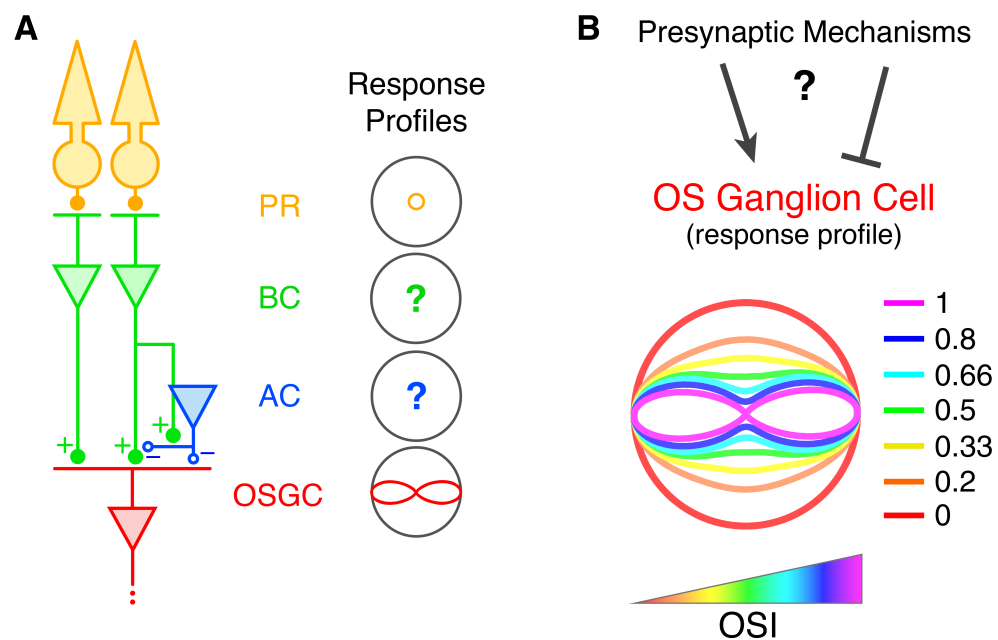 A
Response
Profiles
PR
BC
?
AC
?
OSGC
+
+
+
−
−
B
Presynaptic Mechanisms
?
OS Ganglion Cell
(response profile)
1
0.8
0.66
0.5
0.33
0.2
0
OSI